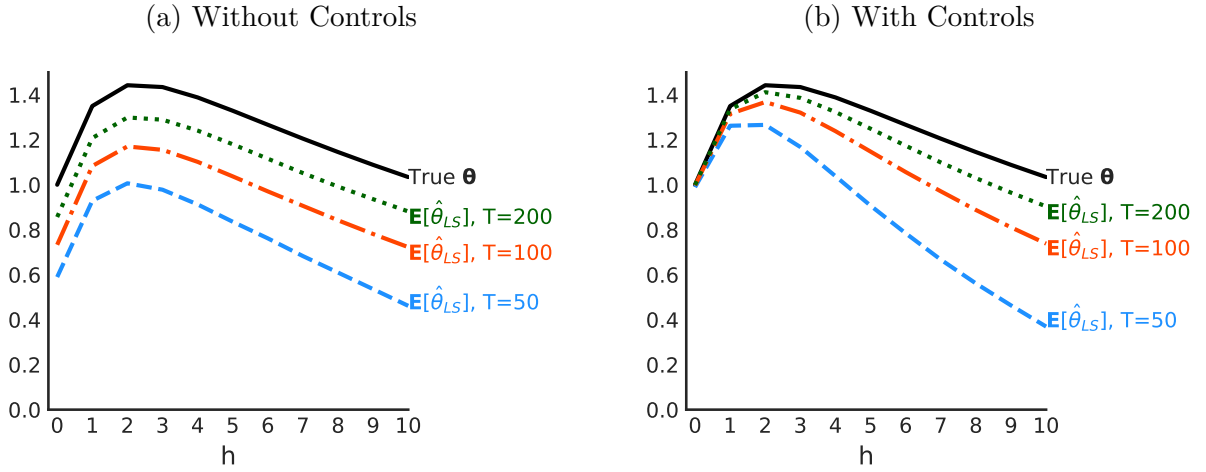 (a) Without Controls
1.4
1.2
1.0
0.8
0.6
0.4
0.2
0.0
0 1 2 3 4 5 6 7 8 9 10
h
True θ
E[θ̂_LS], T=200
E[θ̂_LS], T=100
E[θ̂_LS], T=50
(b) With Controls
1.4
1.2
1.0
0.8
0.6
0.4
0.2
0.0
0 1 2 3 4 5 6 7 8 9 10
h
True θ
E[θ̂_LS], T=200
E[θ̂_LS], T=100
E[θ̂_LS], T=50